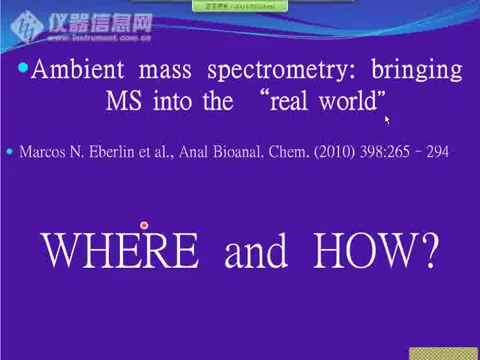 仪器信息网
www.instrument.com.cn
Ambient mass spectrometry: bringing
MS into the “real world”
Marcos N. Eberlin et al., Anal Bioanal. Chem. (2010) 398:265 – 294
WHERE and HOW?